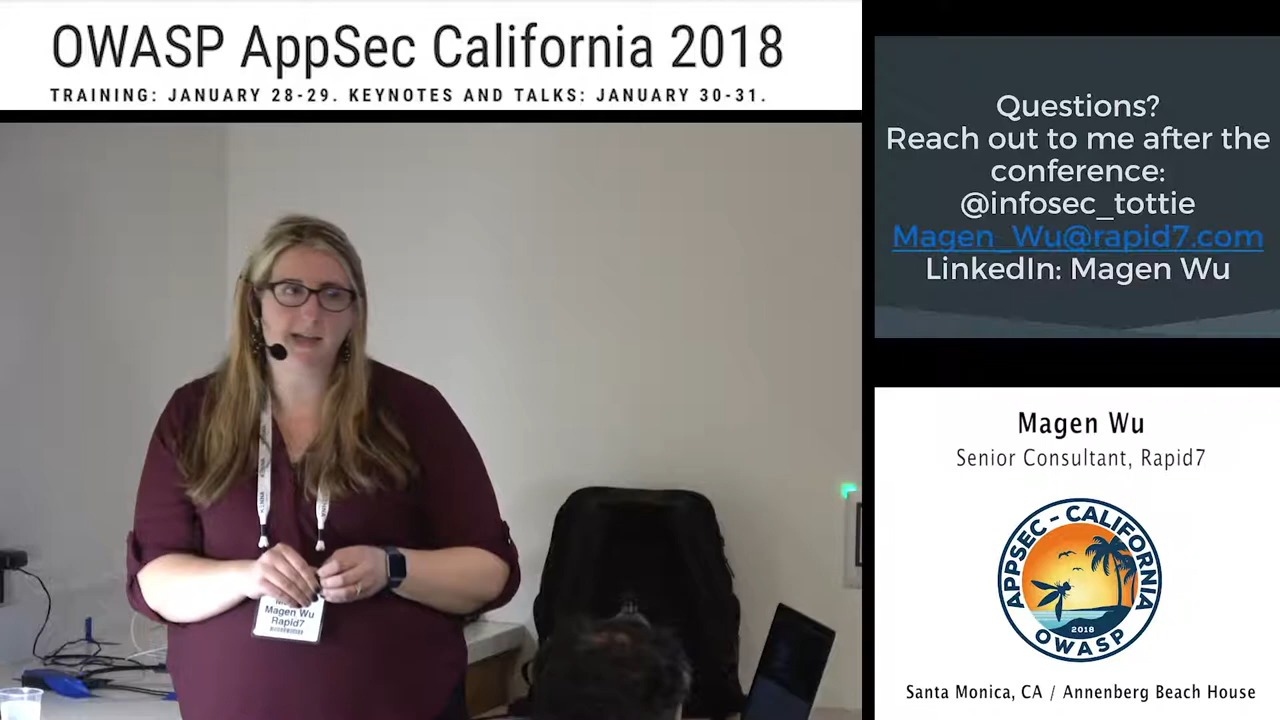 OWASP AppSec California 2018
TRAINING: JANUARY 28-29. KEYNOTES AND TALKS: JANUARY 30-31.
Questions?
Reach out to me after the
conference:
@infosec_tottie
Magen_Wu@rapid7.com
LinkedIn: Magen Wu
Magen Wu
Rapid7
Magen Wu
Senior Consultant, Rapid7
APPSEC - CALIFORNIA
2018
OWASP
Santa Monica, CA / Annenberg Beach House